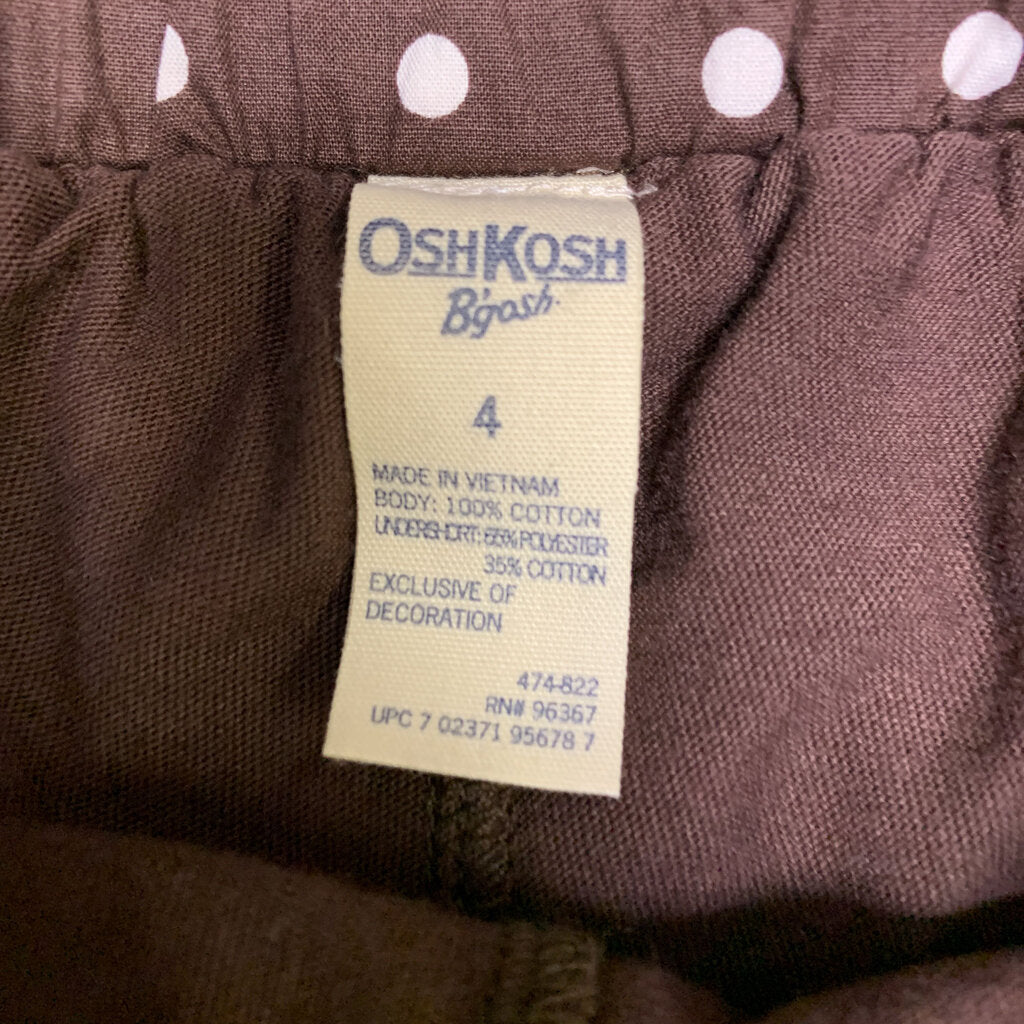 OSHKOSH
B'gosh
4
MADE IN VIETNAM
BODY: 100% COTTON
UNDERSHORT: 65% POLYESTER
35% COTTON
EXCLUSIVE OF
DECORATION
474-822
RN# 96367
UPC 7 02371 95678 7